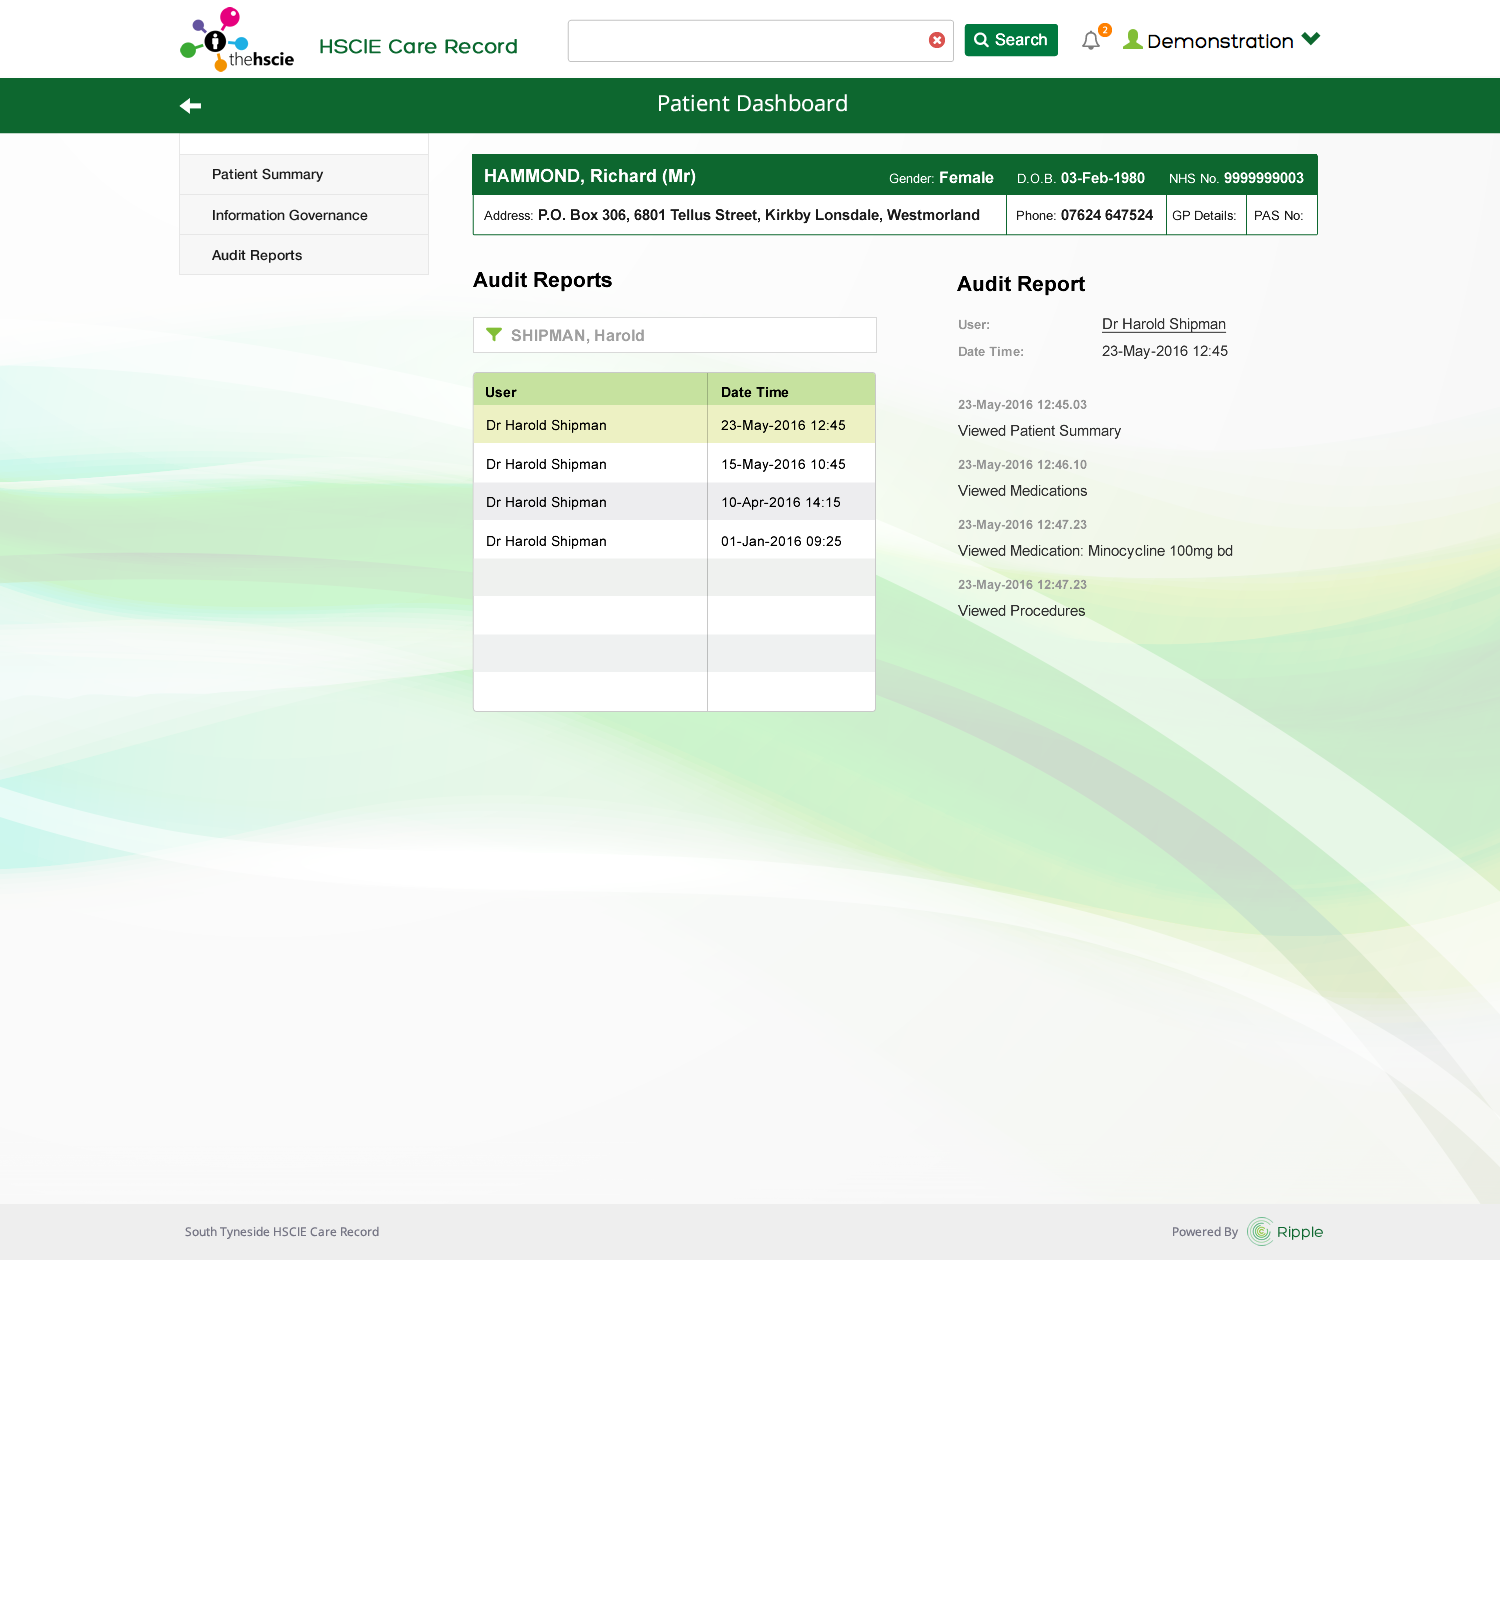 thehscie
HSCIE Care Record
Search
2
Demonstration
Patient Dashboard
Patient Summary
Information Governance
Audit Reports
HAMMOND, Richard (Mr) Gender: Female D.O.B. 03-Feb-1980 NHS No. 9999999003
Address: P.O. Box 306, 6801 Tellus Street, Kirkby Lonsdale, Westmorland Phone: 07624 647524 GP Details: PAS No:
Audit Reports
SHIPMAN, Harold
User Date Time
Dr Harold Shipman 23-May-2016 12:45
Dr Harold Shipman 15-May-2016 10:45
Dr Harold Shipman 10-Apr-2016 14:15
Dr Harold Shipman 01-Jan-2016 09:25
Audit Report
User: Dr Harold Shipman
Date Time: 23-May-2016 12:45
23-May-2016 12:45.03
Viewed Patient Summary
23-May-2016 12:46.10
Viewed Medications
23-May-2016 12:47.23
Viewed Medication: Minocycline 100mg bd
23-May-2016 12:47.23
Viewed Procedures
South Tyneside HSCIE Care Record
Powered By Ripple